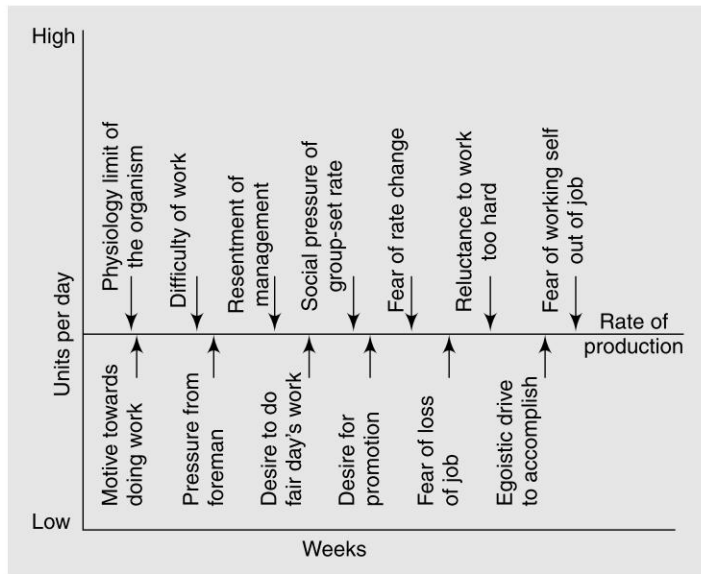 High
Physiology limit of
the organism
Difficulty of work
Resentment of
management
Social pressure of
group-set rate
Fear of rate change
Reluctance to work
too hard
Fear of working self
out of job
Units per day
Rate of
production
Motive towards
doing work
Pressure from
foreman
Desire to do
fair day's work
Desire for
promotion
Fear of loss
of job
Egoistic drive
to accomplish
Low
Weeks